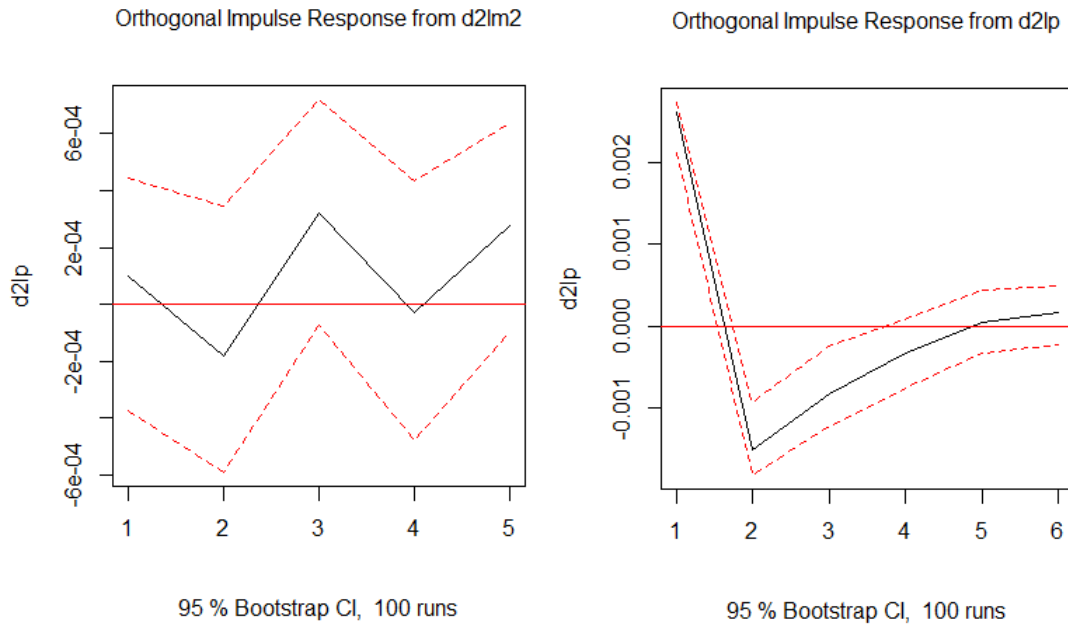 Orthogonal Impulse Response from d2lm2
d2lp
6e-04
2e-04
-2e-04
-6e-04
1 2 3 4 5
95 % Bootstrap CI, 100 runs
Orthogonal Impulse Response from d2lp
d2lp
0.002
0.001
0.000
-0.001
1 2 3 4 5 6
95 % Bootstrap CI, 100 runs